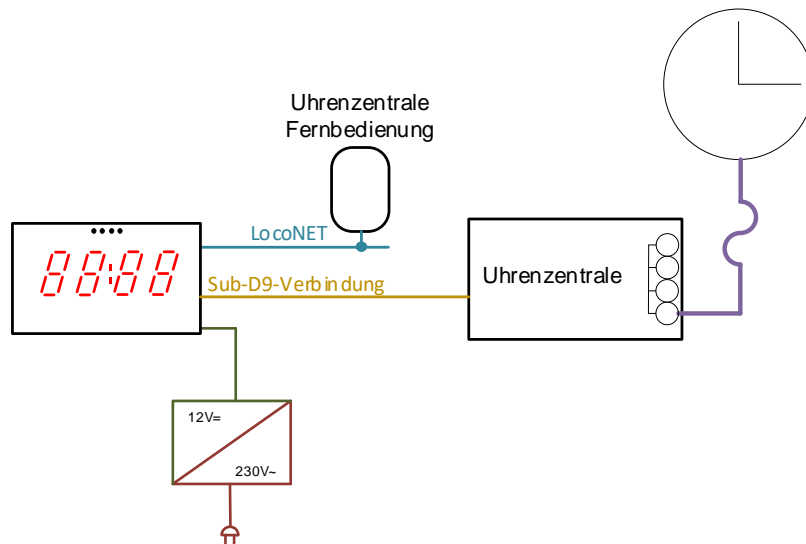 Uhrenzentrale
Fernbedienung
LocoNET
88:88
Sub-D9-Verbindung
Uhrenzentrale
12V=
230V~